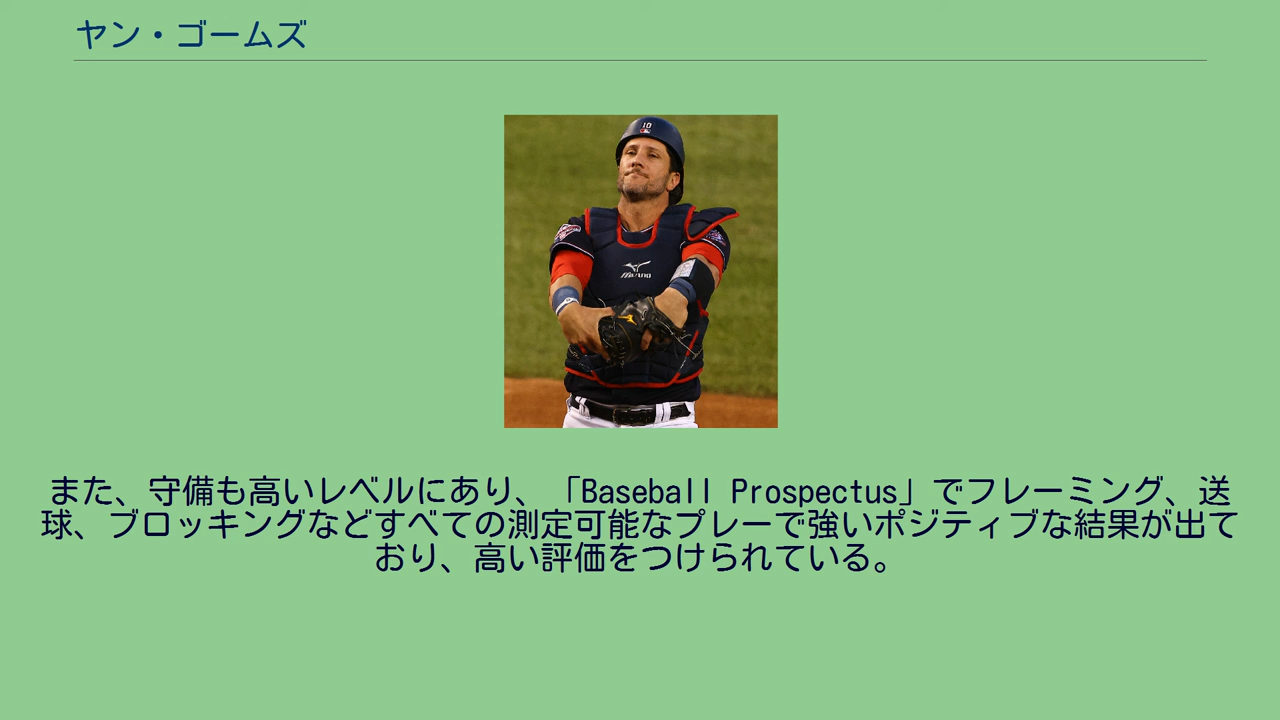 ヤン・ゴームズ
10
MIZUNO
また、守備も高いレベルにあり、「Baseball Prospectus」でフレーミング、送
球、ブロッキングなどすべての測定可能なプレーで強いポジティブな結果が出て
おり、高い評価をつけられている。